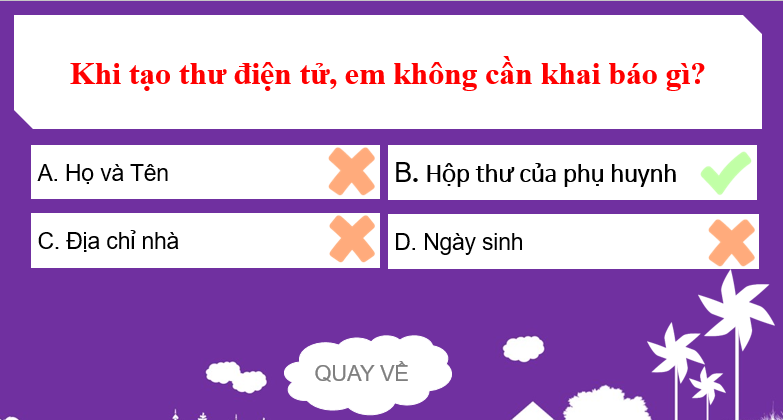 Khi tạo thư điện tử, em không cần khai báo gì?
A. Họ và Tên
B. Hộp thư của phụ huynh
C. Địa chỉ nhà
D. Ngày sinh
QUAY VỀ